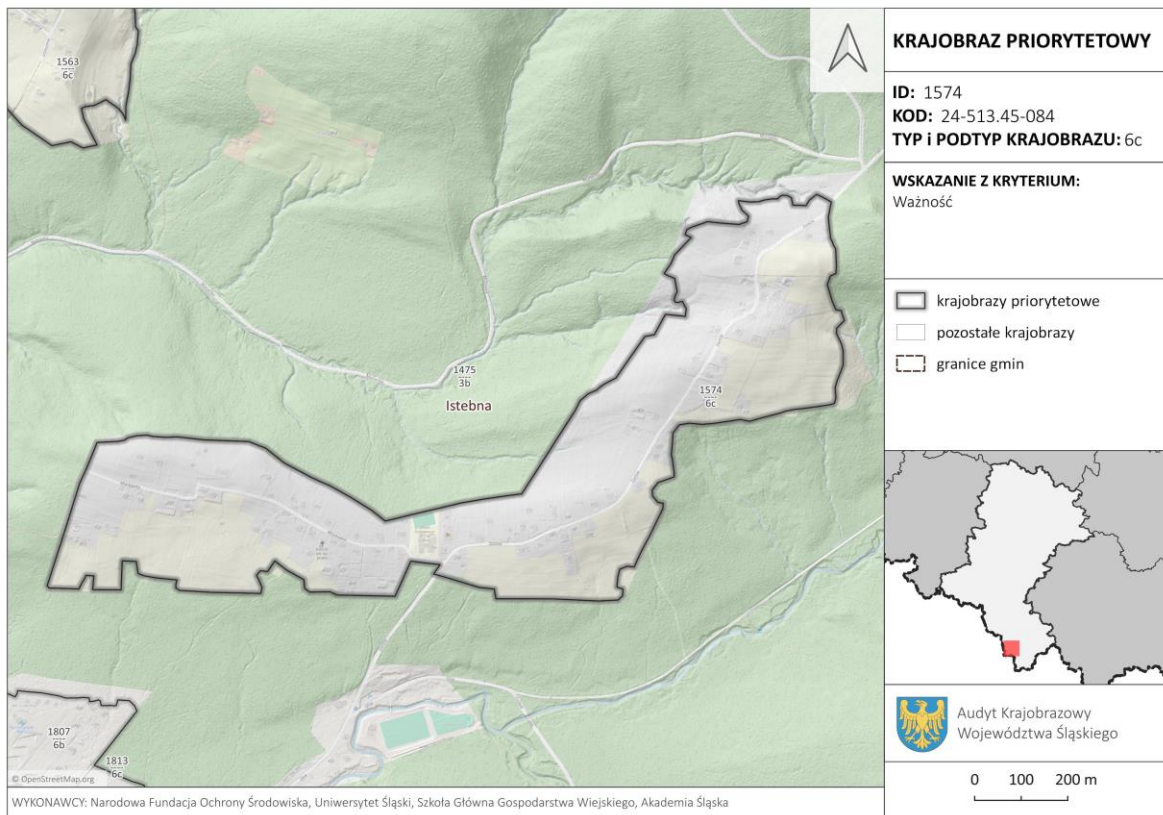 KRAJOBRAZ PRIORYTETOWY
ID: 1574
KOD: 24-513.45-084
TYP i PODTYP KRAJOBRAZU: 6c
WSKAZANIE Z KRYTERIUM:
Ważność
krajobrazy priorytetowe
pozostałe krajobrazy
granice gmin
Audyt Krajobrazowy
Województwa Śląskiego
0 100 200 m
1563
6c
1475
3b
Istebna
1574
6c
1807
6b
1813
6c
© OpenStreetMap.org
WYKONAWCY: Narodowa Fundacja Ochrony Środowiska, Uniwersytet Śląski, Szkoła Główna Gospodarstwa Wiejskiego, Akademia Śląska